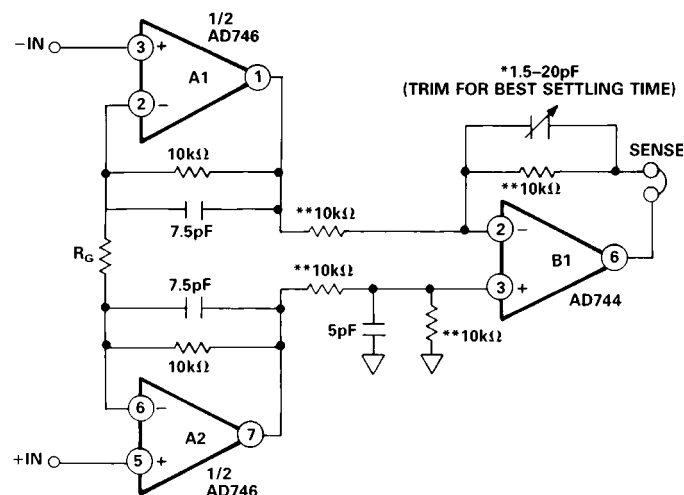 1/2
AD746
–IN
3
+
A1
1
2
–
*1.5–20pF
(TRIM FOR BEST SETTLING TIME)
SENSE
10kΩ
**10kΩ
7.5pF
**10kΩ
2
–
B1
6
RG
3
+
AD744
7.5pF
**10kΩ
5pF
**10kΩ
10kΩ
6
–
A2
7
+IN
5
+
1/2
AD746